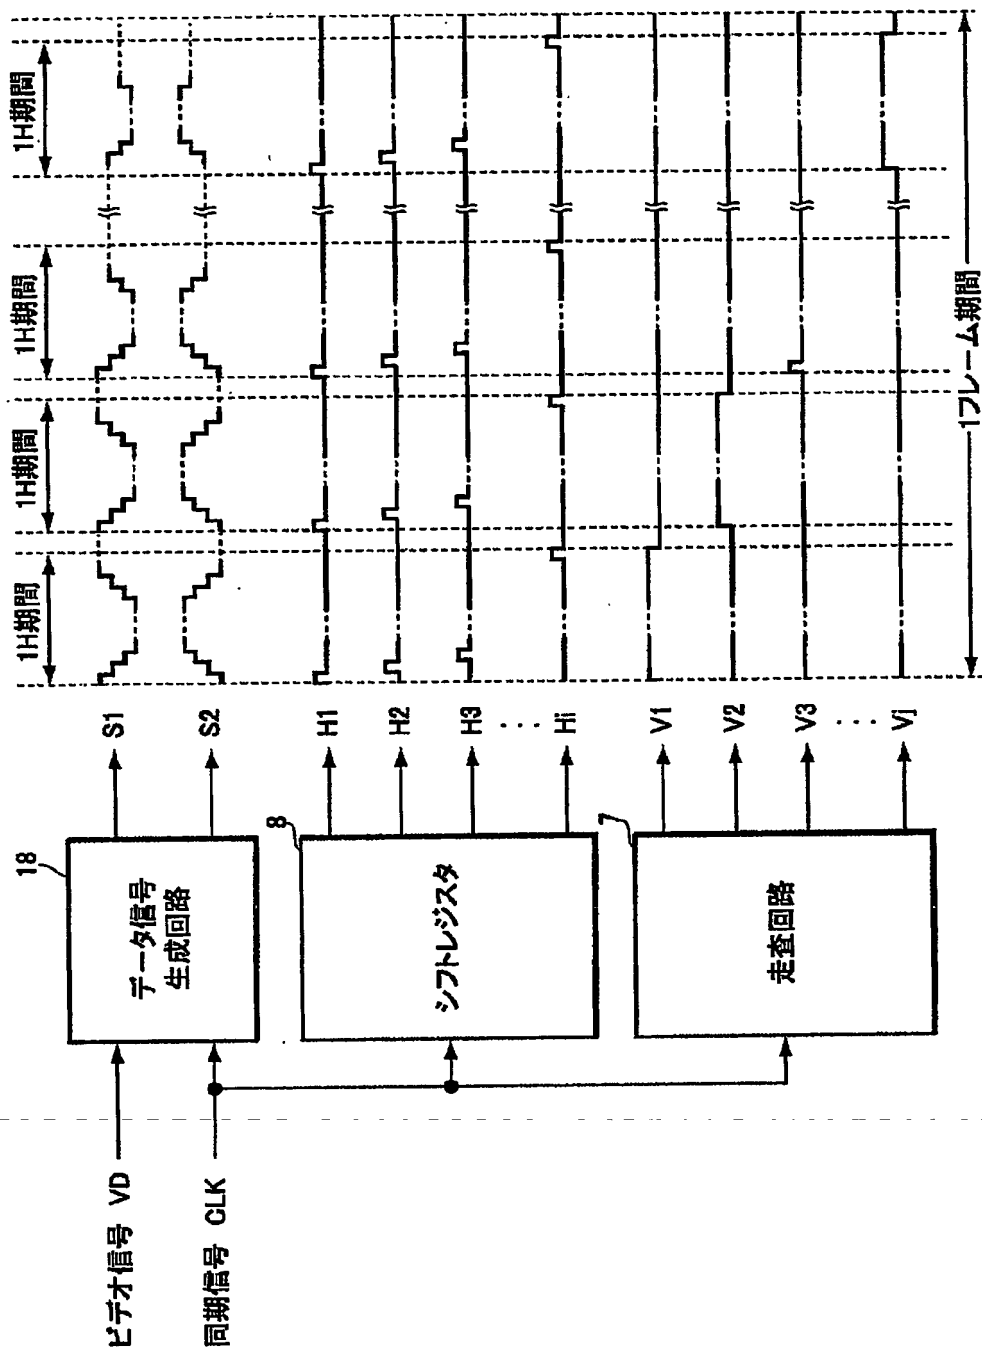 ビデオ信号 VD
同期信号 CLK
18
データ信号
生成回路
8
シフトレジスタ
7
走査回路
S1
S2
H1
H2
H3
Hi
V1
V2
V3
Vj
1H期間
1H期間
1H期間
1H期間
1フレーム期間